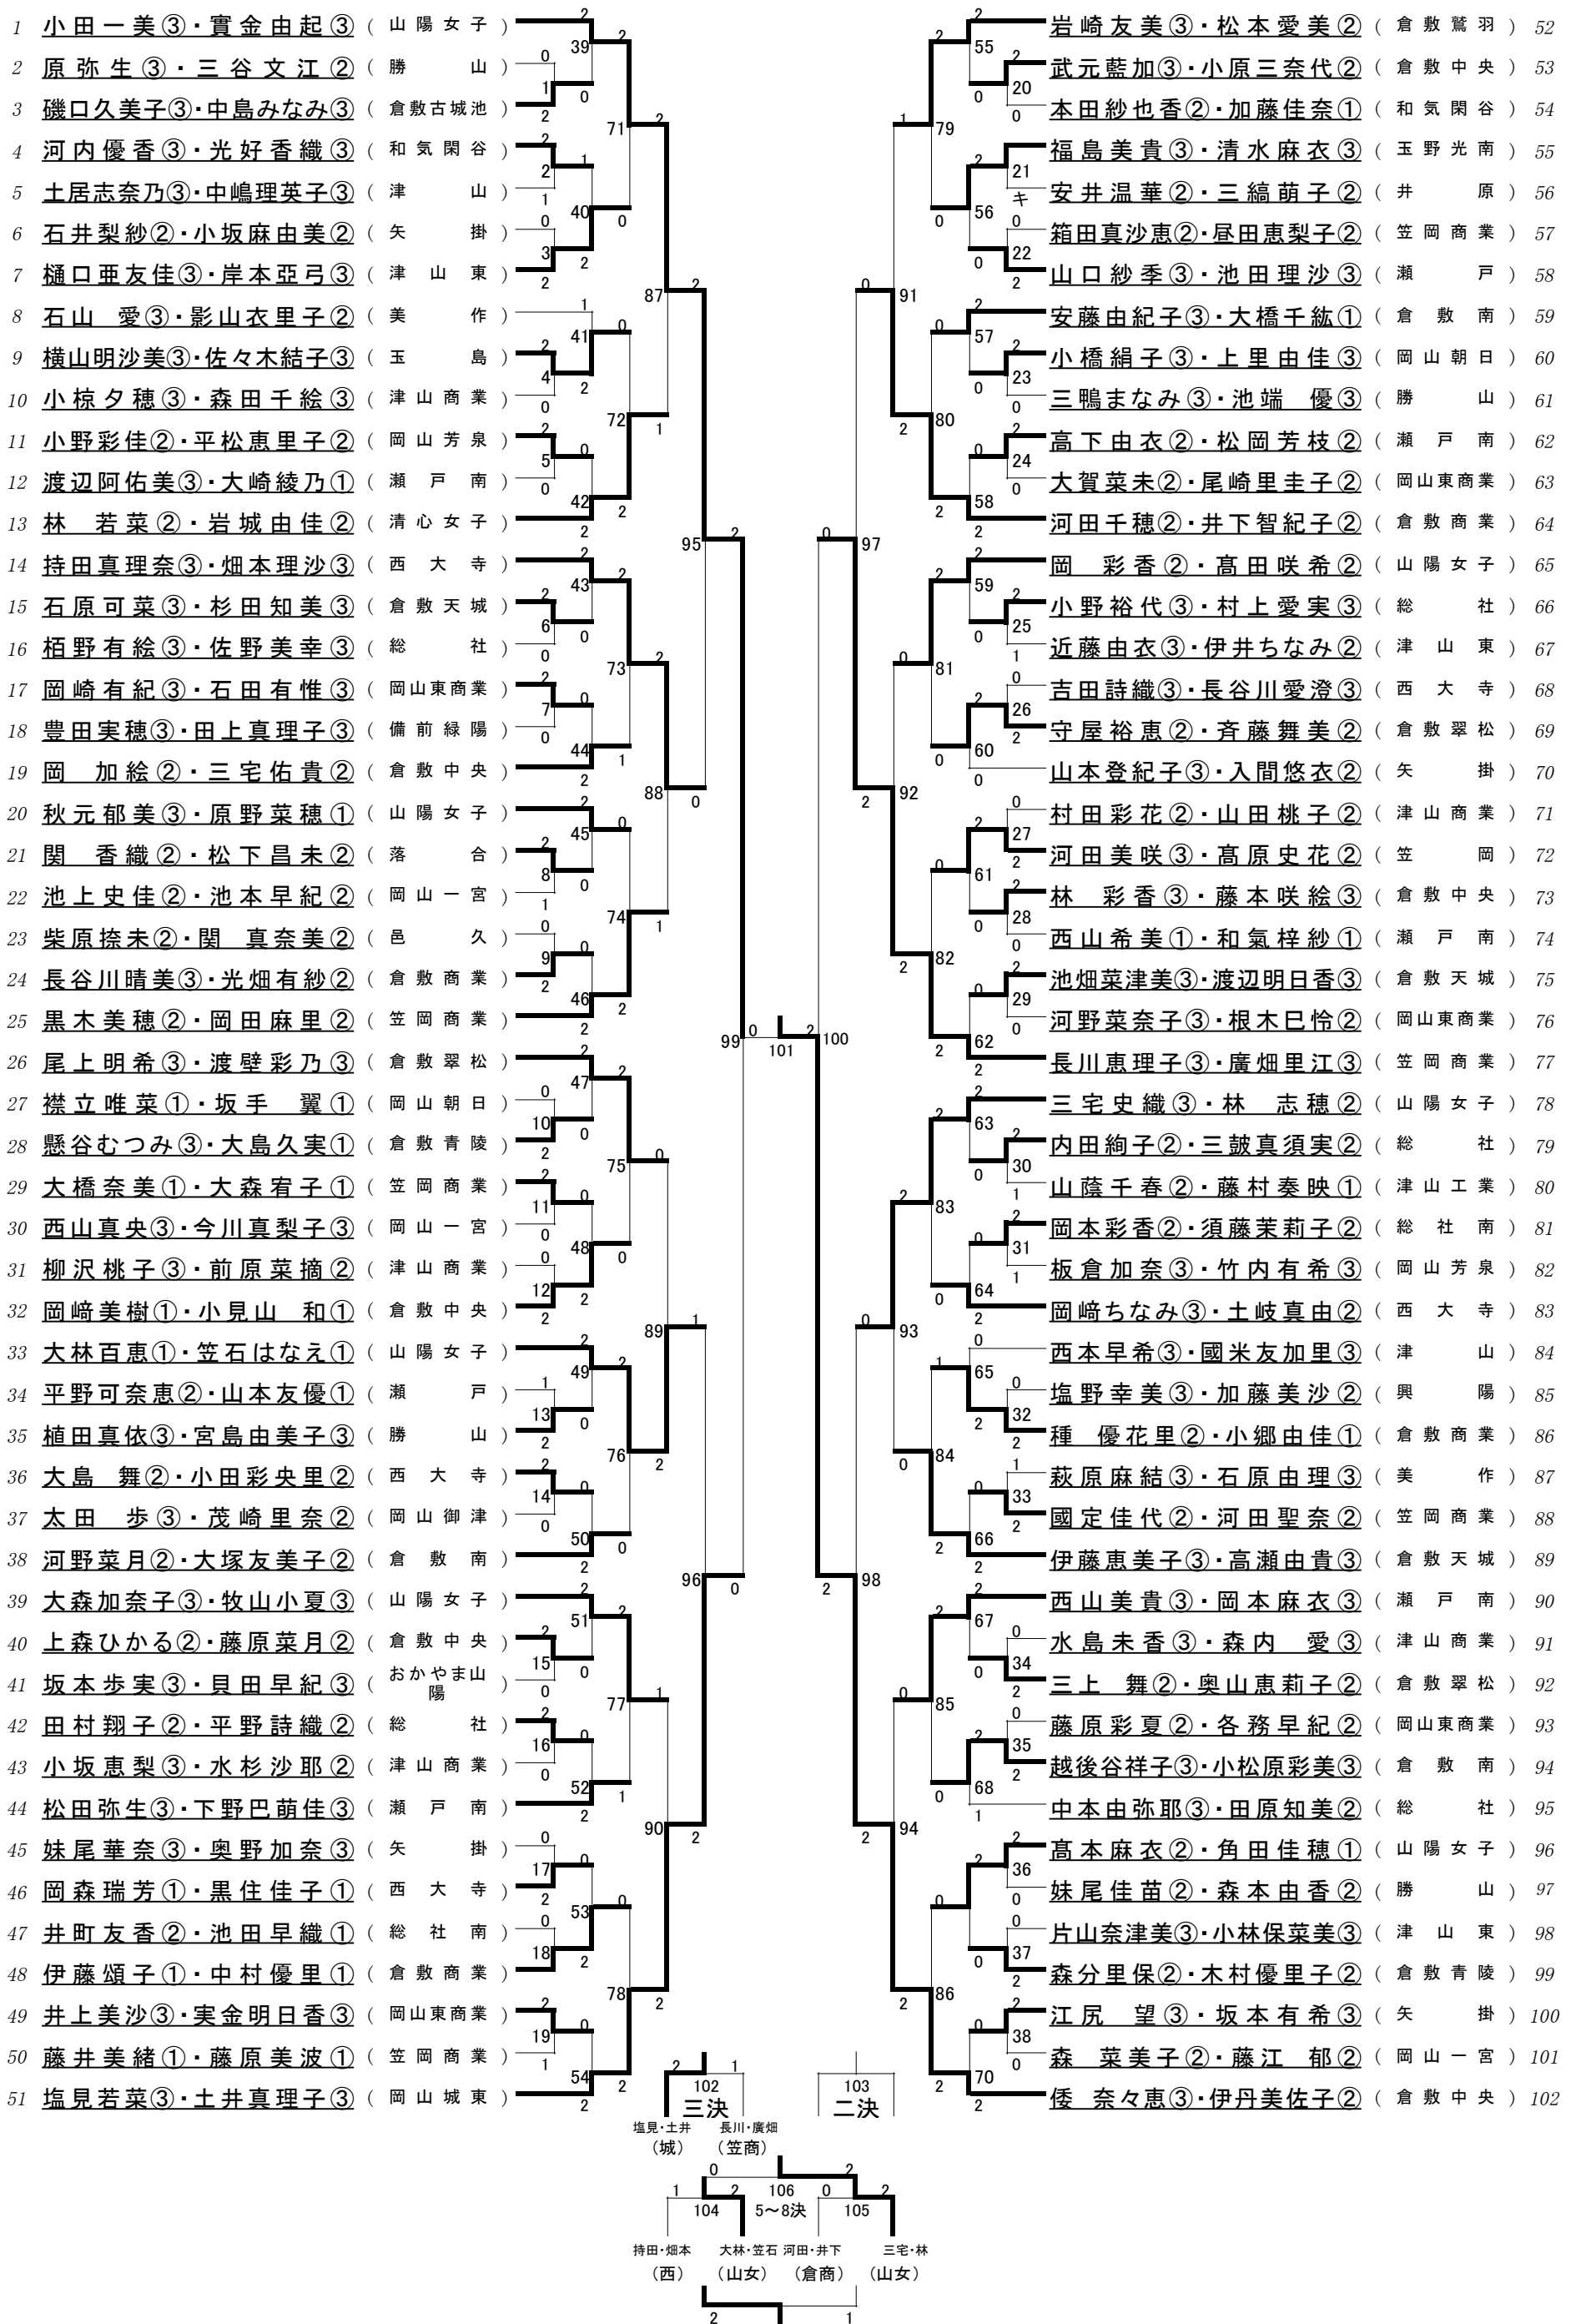 1 小田一美③・實金由起③ (山陽女子)
2 原弥生③・三谷文江② (勝山)
3 磯口久美子③・中島みなみ③ (倉敷古城池)
4 河内優香③・光好香織③ (和気閑谷)
5 土居志奈乃③・中嶋理英子③ (津山)
6 石井梨紗②・小坂麻由美② (矢掛)
7 樋口亜友佳③・岸本亞弓③ (津山東)
8 石山 愛③・影山衣里子② (美作)
9 横山明沙美③・佐々木結子③ (玉島)
10 小椋夕穂③・森田千絵③ (津山商業)
11 小野彩佳②・平松恵里子② (岡山芳泉)
12 渡辺阿佑美③・大崎綾乃① (瀬戸南)
13 林 若菜②・岩城由佳② (清心女子)
14 持田真理奈③・畑本理沙③ (西大寺)
15 石原可菜③・杉田知美③ (倉敷天城)
16 栢野有絵③・佐野美幸③ (総社)
17 岡崎有紀③・石田有惟③ (岡山東商業)
18 豊田実穂③・田上真理子③ (備前緑陽)
19 岡 加絵②・三宅佑貴② (倉敷中央)
20 秋元郁美③・原野菜穂① (山陽女子)
21 関 香織②・松下昌未② (落合)
22 池上史佳②・池本早紀② (岡山一宮)
23 柴原捺未②・関 真奈美② (邑久)
24 長谷川晴美③・光畑有紗② (倉敷商業)
25 黒木美穂②・岡田麻里② (笠岡商業)
26 尾上明希③・渡壁彩乃③ (倉敷翠松)
27 襟立唯菜①・坂手 翼① (岡山朝日)
28 懸谷むつみ③・大島久実① (倉敷青陵)
29 大橋奈美①・大森宥子① (笠岡商業)
30 西山真央③・今川真梨子③ (岡山一宮)
31 柳沢桃子③・前原菜摘② (津山商業)
32 岡﨑美樹①・小見山 和① (倉敷中央)
33 大林百恵①・笠石はなえ① (山陽女子)
34 平野可奈恵②・山本友優① (瀬戸)
35 植田真依③・宮島由美子③ (勝山)
36 大島 舞②・小田彩央里② (西大寺)
37 太田 歩③・茂崎里奈② (岡山御津)
38 河野菜月②・大塚友美子② (倉敷南)
39 大森加奈子③・牧山小夏③ (山陽女子)
40 上森ひかる②・藤原菜月② (倉敷中央)
41 坂本歩実③・貝田早紀③ (おかやま山陽)
42 田村翔子②・平野詩織② (総社)
43 小坂恵梨③・水杉沙耶② (津山商業)
44 松田弥生③・下野巴萌佳③ (瀬戸南)
45 妹尾華奈③・奥野加奈③ (矢掛)
46 岡森瑞芳①・黒住佳子① (西大寺)
47 井町友香②・池田早織① (総社南)
48 伊藤頌子①・中村優里① (倉敷商業)
49 井上美沙③・実金明日香③ (岡山東商業)
50 藤井美緒①・藤原美波① (笠岡商業)
51 塩見若菜③・土井真理子③ (岡山城東)
岩崎友美③・松本愛美② (倉敷鷲羽) 52
武元藍加③・小原三奈代② (倉敷中央) 53
本田紗也香②・加藤佳奈① (和気閑谷) 54
福島美貴③・清水麻衣③ (玉野光南) 55
安井温華②・三縞萌子② (井原) 56
箱田真沙恵②・昼田恵梨子② (笠岡商業) 57
山口紗季③・池田理沙③ (瀬戸) 58
安藤由紀子③・大橋千紘① (倉敷南) 59
小橋絹子③・上里由佳③ (岡山朝日) 60
三鴨まなみ③・池端 優③ (勝山) 61
高下由衣②・松岡芳枝② (瀬戸南) 62
大賀菜未②・尾崎里圭子② (岡山東商業) 63
河田千穂②・井下智紀子② (倉敷商業) 64
岡 彩香②・髙田咲希② (山陽女子) 65
小野裕代③・村上愛実③ (総社) 66
近藤由衣③・伊井ちなみ② (津山東) 67
吉田詩織③・長谷川愛澄③ (西大寺) 68
守屋裕恵②・斉藤舞美② (倉敷翠松) 69
山本登紀子③・入間悠衣② (矢掛) 70
村田彩花②・山田桃子② (津山商業) 71
河田美咲③・髙原史花② (笠岡) 72
林 彩香③・藤本咲絵③ (倉敷中央) 73
西山希美①・和氣梓紗① (瀬戸南) 74
池畑菜津美③・渡辺明日香③ (倉敷天城) 75
河野菜奈子③・根木巳怜② (岡山東商業) 76
長川恵理子③・廣畑里江③ (笠岡商業) 77
三宅史織③・林 志穂② (山陽女子) 78
内田絢子②・三皷真須実② (総社) 79
山蔭千春②・藤村奏映① (津山工業) 80
岡本彩香②・須藤茉莉子② (総社南) 81
板倉加奈③・竹内有希③ (岡山芳泉) 82
岡﨑ちなみ③・土岐真由② (西大寺) 83
西本早希③・國米友加里③ (津山) 84
塩野幸美③・加藤美沙② (興陽) 85
種 優花里②・小郷由佳① (倉敷商業) 86
萩原麻結③・石原由理③ (美作) 87
國定佳代②・河田聖奈② (笠岡商業) 88
伊藤恵美子③・高瀬由貴③ (倉敷天城) 89
西山美貴③・岡本麻衣③ (瀬戸南) 90
水島未香③・森内 愛③ (津山商業) 91
三上 舞②・奥山恵莉子② (倉敷翠松) 92
藤原彩夏②・各務早紀② (岡山東商業) 93
越後谷祥子③・小松原彩美③ (倉敷南) 94
中本由弥耶③・田原知美② (総社) 95
髙本麻衣②・角田佳穂① (山陽女子) 96
妹尾佳苗②・森本由香② (勝山) 97
片山奈津美③・小林保菜美③ (津山東) 98
森分里保②・木村優里子② (倉敷青陵) 99
江尻 望③・坂本有希③ (矢掛) 100
森 菜美子②・藤江 郁② (岡山一宮) 101
倭 奈々恵③・伊丹美佐子② (倉敷中央) 102
99 0 101 2 100
2 102 1 103
三決 二決
塩見・土井 長川・廣畑
(城) (笠商)
0 106 2
1 104 2 5～8決 0 105 2
持田・畑本 大林・笠石 河田・井下 三宅・林
(西) (山女) (倉商) (山女)
2 1